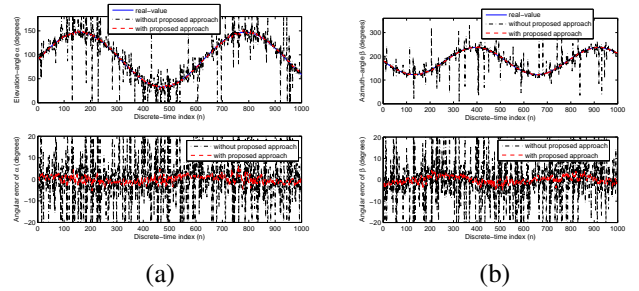 real−value
without proposed approach
with proposed approach
Elevation−angle α (degrees)
150
100
50
0
0 100 200 300 400 500 600 700 800 900 1000
Discrete−time index (n)
without proposed approach
with proposed approach
Angular error of α (degrees)
20
10
0
−10
−20
0 100 200 300 400 500 600 700 800 900 1000
Discrete−time index (n)
(a)
real−value
without proposed approach
with proposed approach
Azimuth−angle β (degrees)
300
200
100
0
0 100 200 300 400 500 600 700 800 900 1000
Discrete−time index (n)
without proposed approach
with proposed approach
Angular error of β (degrees)
20
10
0
−10
−20
0 100 200 300 400 500 600 700 800 900 1000
Discrete−time index (n)
(b)